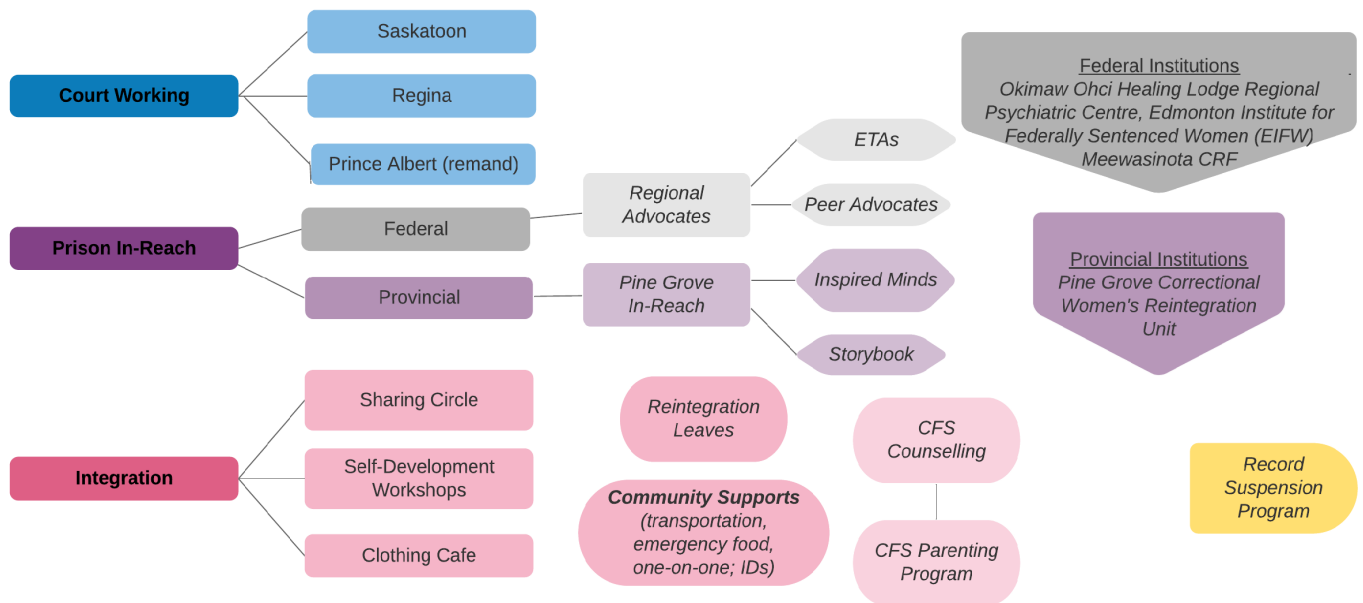 Court Working
Saskatoon
Regina
Prince Albert (remand)
Prison In-Reach
Federal
Provincial
Regional
Advocates
Pine Grove
In-Reach
ETAs
Peer Advocates
Inspired Minds
Storybook
Federal Institutions
Okimaw Ohci Healing Lodge Regional
Psychiatric Centre, Edmonton Institute for
Federally Sentenced Women (EIFW)
Meewasinota CRF
.
Provincial Institutions
Pine Grove Correctional
Women's Reintegration
Unit
Integration
Sharing Circle
Self-Development
Workshops
Clothing Cafe
Reintegration
Leaves
Community Supports
(transportation,
emergency food,
one-on-one; IDs)
CFS
Counselling
CFS Parenting
Program
Record
Suspension
Program